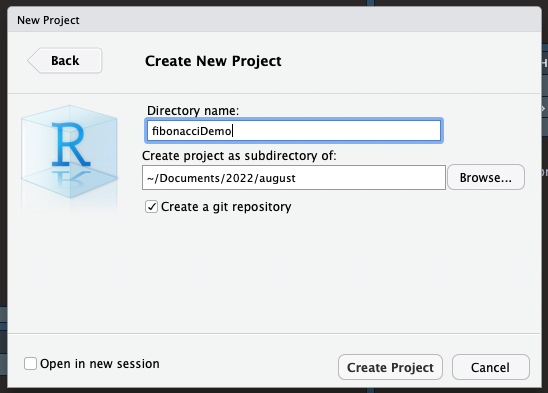 New Project
Back
Create New Project
R
Directory name:
fibonacciDemo
Create project as subdirectory of:
~/Documents/2022/august
Browse...
Create a git repository
Open in new session
Create Project
Cancel